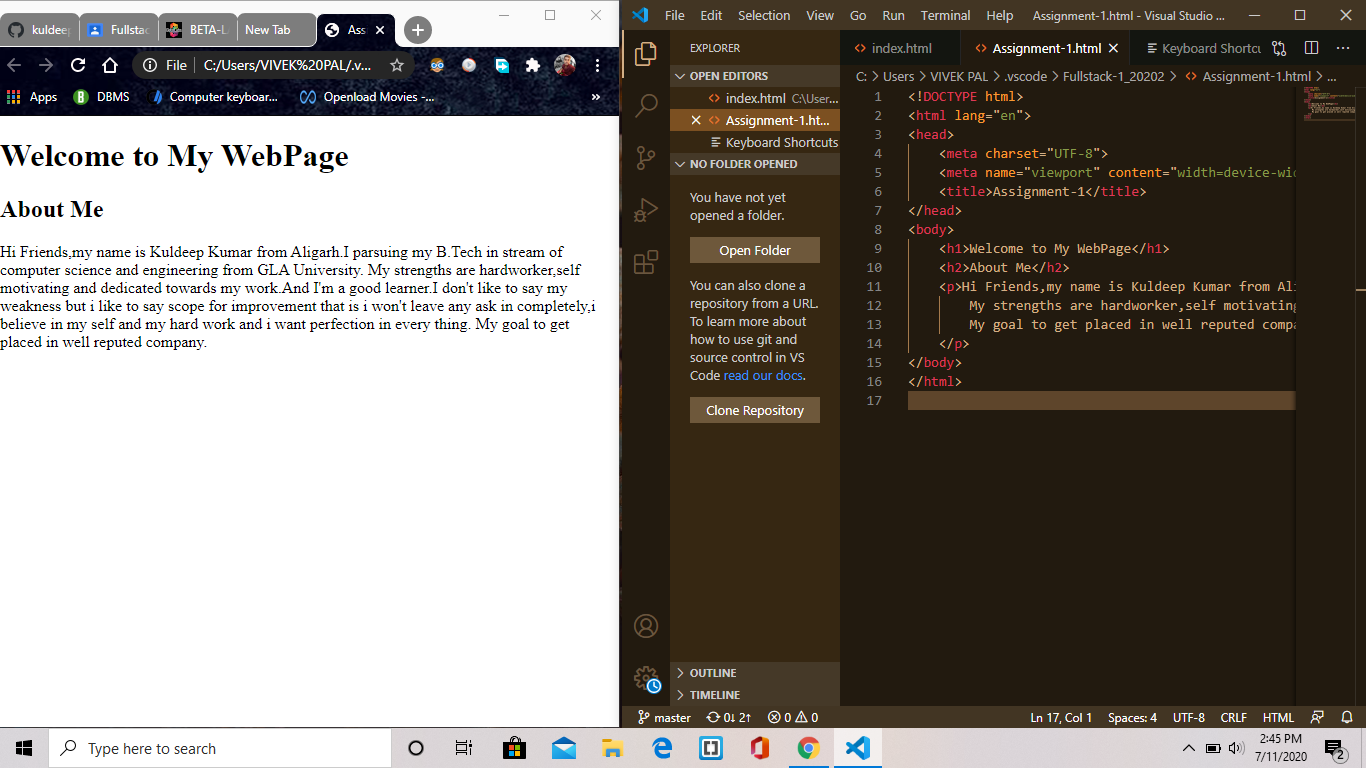 kuldee
Fullsta
BETA-L
New Tab
Ass
File
C:/Users/VIVEK%20PAL/.v...
Apps
DBMS
Computer keyboar...
Openload Movies -...
»
Welcome to My WebPage
About Me
Hi Friends,my name is Kuldeep Kumar from Aligarh.I parsuing my B.Tech in stream of
computer science and engineering from GLA University. My strengths are hardworker,self
motivating and dedicated towards my work.And I'm a good learner.I don't like to say my
weakness but i like to say scope for improvement that is i won't leave any ask in completely,i
believe in my self and my hard work and i want perfection in every thing. My goal to get
placed in well reputed company.
File Edit Selection View Go Run Terminal Help Assignment-1.html - Visual Studio ...
EXPLORER
OPEN EDITORS
index.html C:\User...
Assignment-1.ht...
Keyboard Shortcuts
NO FOLDER OPENED
You have not yet
opened a folder.
Open Folder
You can also clone a
repository from a URL.
To learn more about
how to use git and
source control in VS
Code read our docs.
Clone Repository
OUTLINE
TIMELINE
index.html
Assignment-1.html
Keyboard Shortcu
C: > Users > VIVEK PAL > .vscode > Fullstack-1_20202 > Assignment-1.html > ...
1 <!DOCTYPE html>
2 <html lang="en">
3 <head>
4 <meta charset="UTF-8">
5 <meta name="viewport" content="width=device-wid
6 <title>Assignment-1</title>
7 </head>
8 <body>
9 <h1>Welcome to My WebPage</h1>
10 <h2>About Me</h2>
11 <p>Hi Friends,my name is Kuldeep Kumar from Ali
12 My strengths are hardworker,self motivating
13 My goal to get placed in well reputed compa
14 </p>
15 </body>
16 </html>
17
master 0↓ 2↑ 0 0 Ln 17, Col 1 Spaces: 4 UTF-8 CRLF HTML
Type here to search
2:45 PM
7/11/2020
2